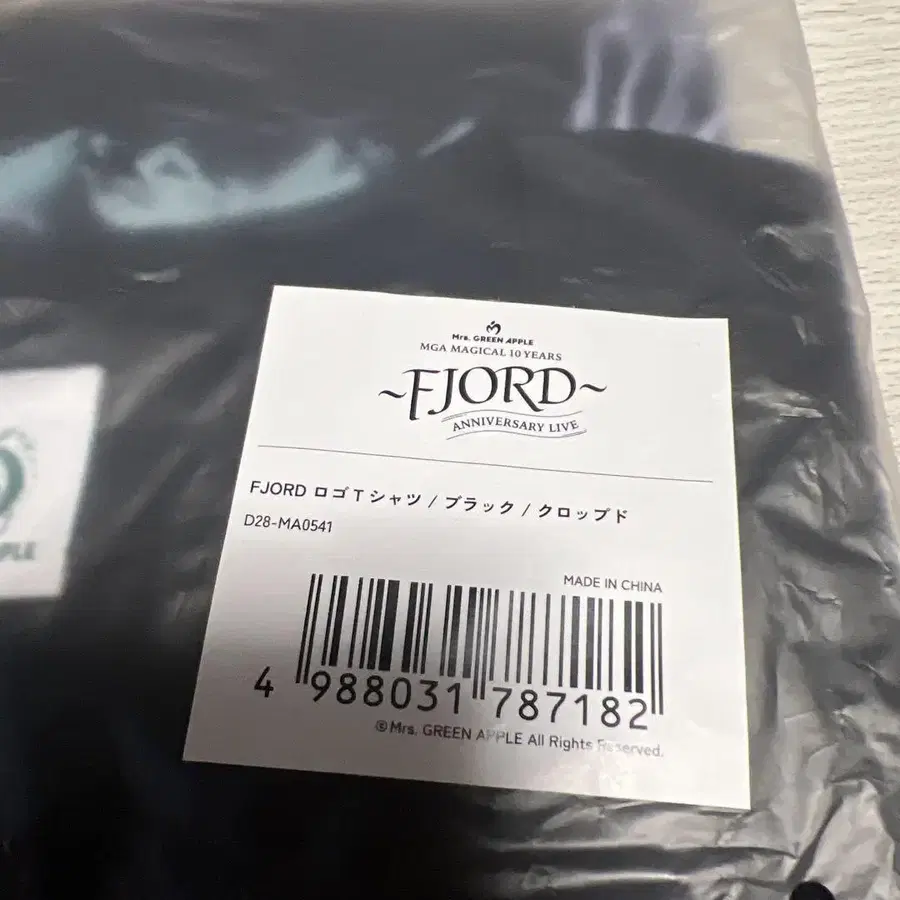 Mrs. GREEN APPLE
MGA MAGICAL 10 YEARS
~FJORD~
ANNIVERSARY LIVE
FJORD ロゴTシャツ / ブラック / クロップド
D28-MA0541
MADE IN CHINA
4 988031 787182
©Mrs. GREEN APPLE All Rights Reserved.